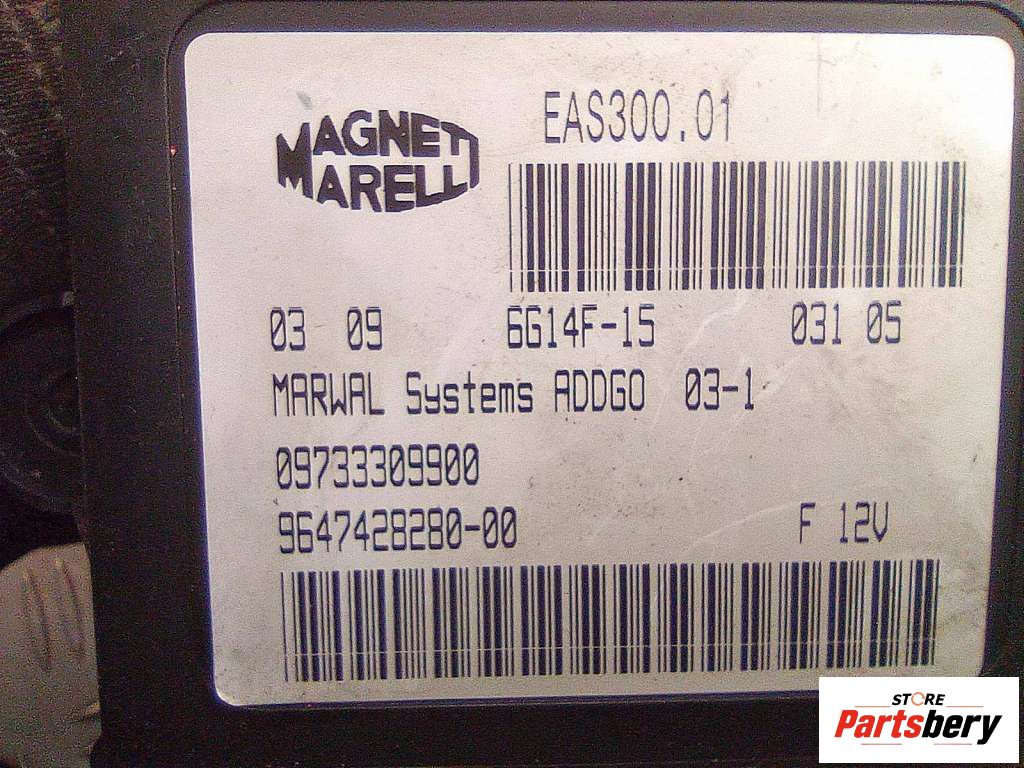 MAGNETI
MARELLI
EAS300.01
03 09 6G14F-15 031 05
MARWAL Systems ADDGO 03-1
09733309900
9647428280-00 F 12V
STORE
Partsbery